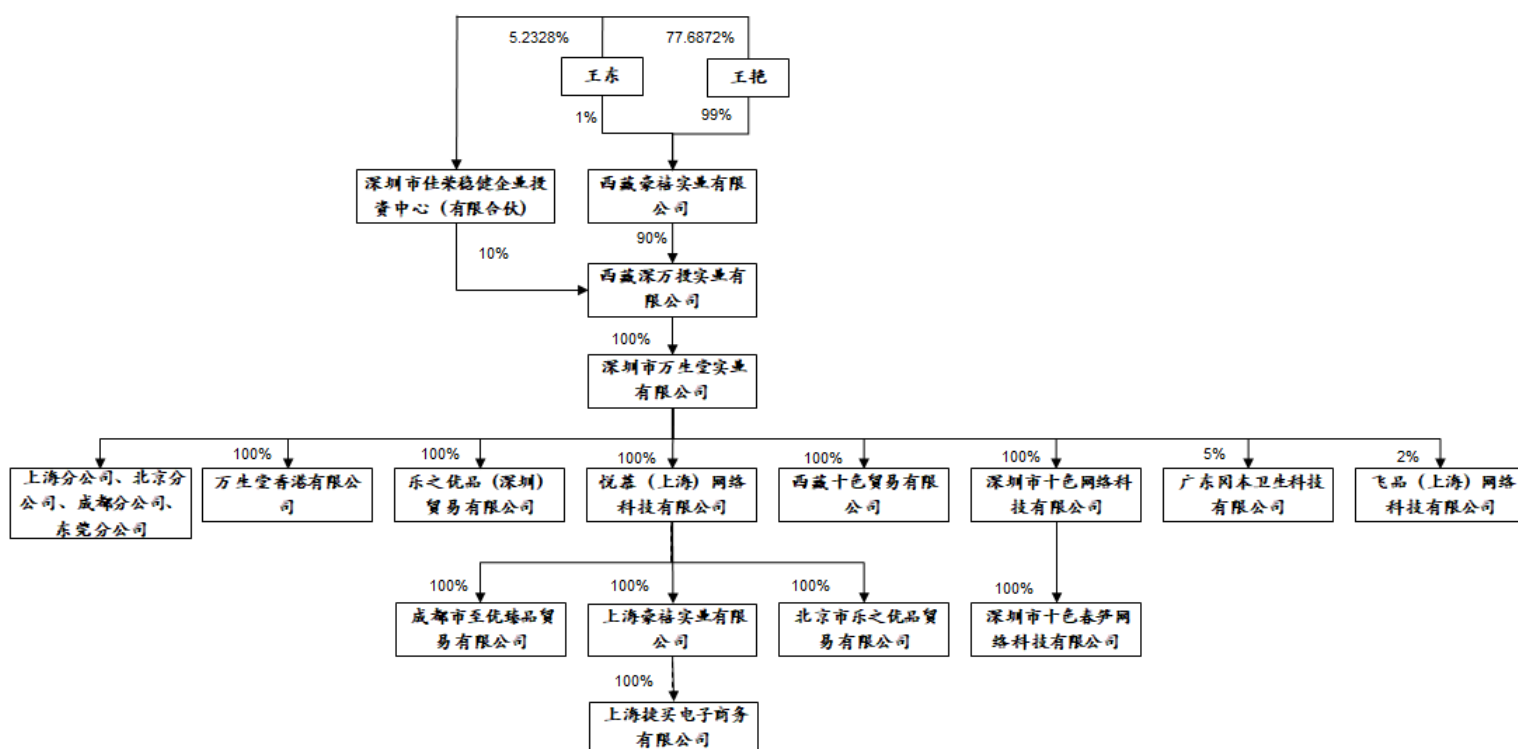 5.2328%
77.6872%
王东
王艳
1%
99%
深圳市佳荣稳健企业投
资中心（有限合伙）
西藏豪禧实业有限
公司
90%
10%
西藏深万投实业有
限公司
100%
深圳市万生堂实业
有限公司
100%
100%
100%
100%
100%
5%
2%
上海分公司、北京分
公司、成都分公司、
东莞分公司
万生堂香港有限公
司
乐之优品（深圳）
贸易有限公司
悦蓉（上海）网络
科技有限公司
西藏十色贸易有限
公司
深圳市十色网络科
技有限公司
广东冈本卫生科技
有限公司
飞品（上海）网络
科技有限公司
100%
100%
100%
100%
成都市至优臻品贸
易有限公司
上海豪禧实业有限
公司
北京市乐之优品贸
易有限公司
深圳市十色春笋网
络科技有限公司
100%
上海捷买电子商务
有限公司